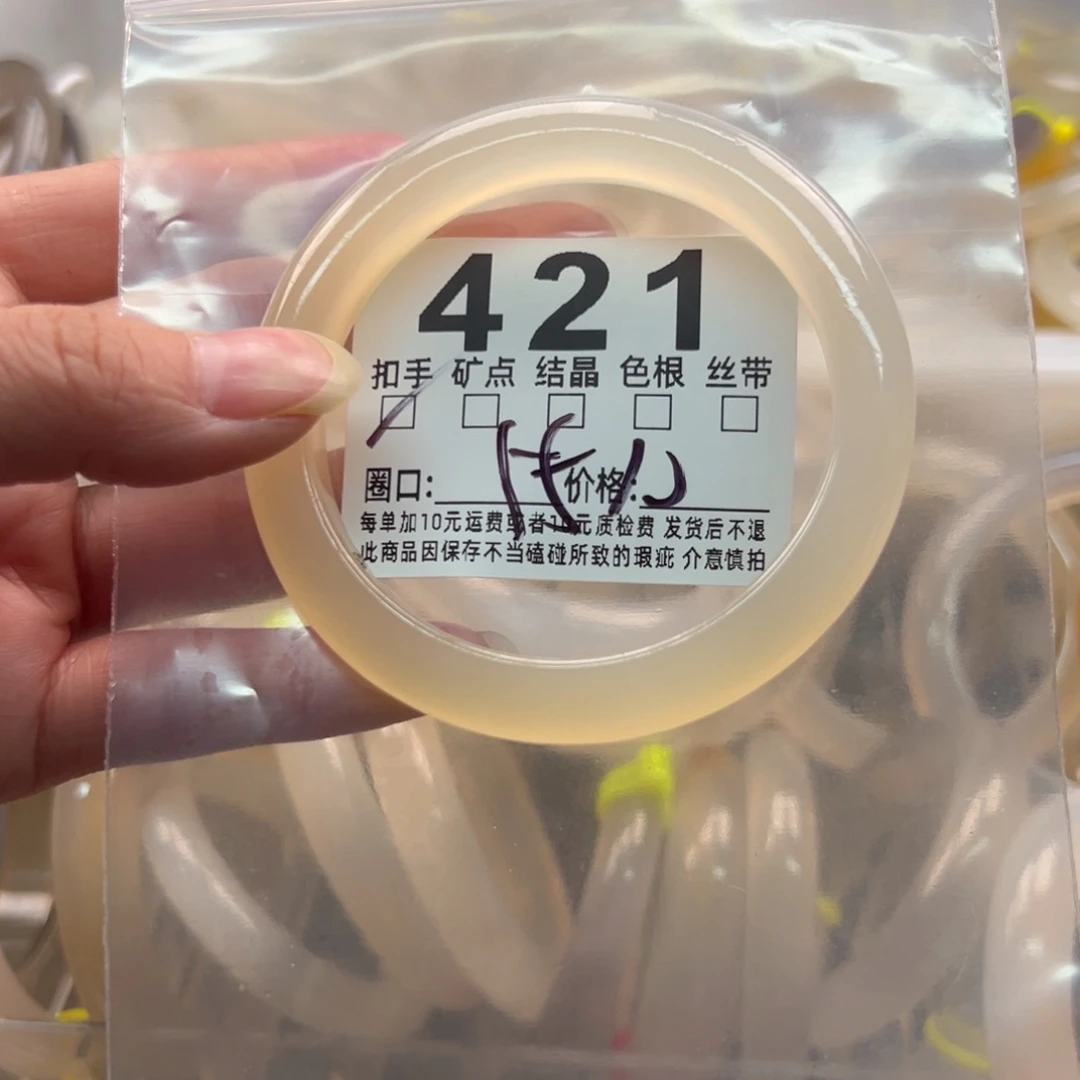 421
扣手 矿点 结晶 色根 丝带
圈口: 价格:
每单加10元运费或者10元质检费 发货后不退
此商品因保存不当磕碰所致的瑕疵 介意慎拍